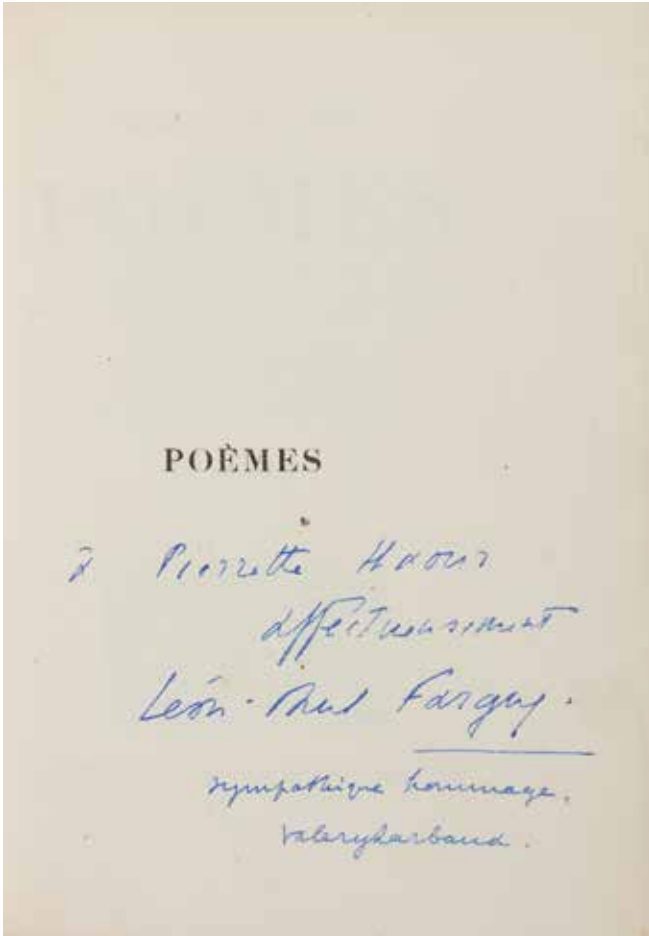 POÈMES
à Pierrette Haour
affectueusement
Léon-Paul Fargue.
sympathique hommage.
Valery Larbaud.